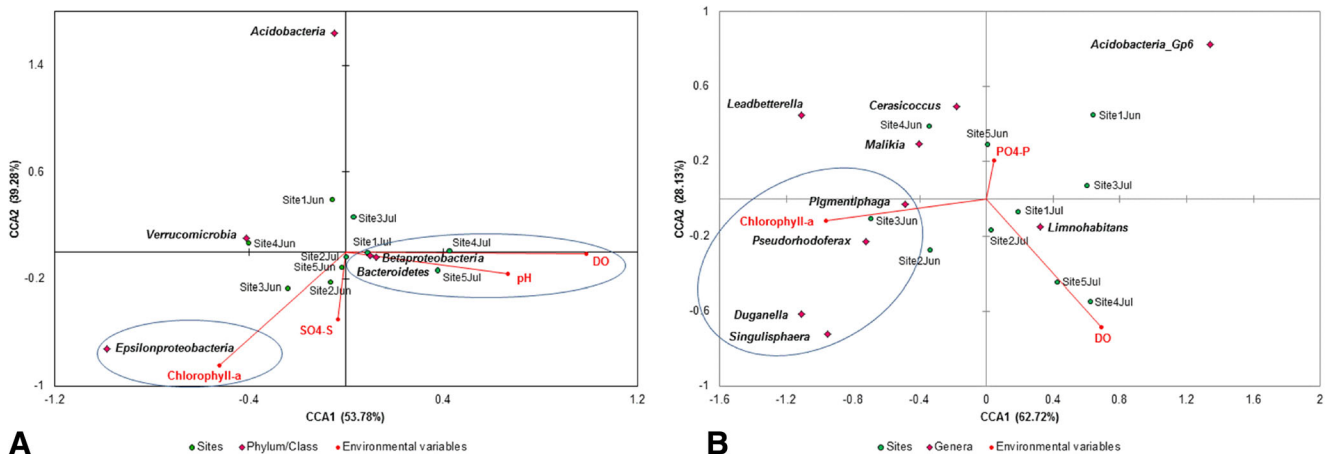 Acidobacteria
1.4
0.6
Site1Jun
Site3Jul
Verrucomicrobia
Site4Jun
Site1Jul
Site4Jul
Site2Jul
Betaproteobacteria
DO
-0.2
Site5Jun
Bacteroidetes
Site5Jul
pH
Site3Jun
Site2Jun
SO4-S
Epsilonproteobacteria
Chlorophyll-a
-1
-1.2
-0.4
0.4
1.2
CCA2 (39.28%)
CCA1 (53.78%)
A
Sites
Phylum/Class
Environmental variables
1
Acidobacteria_Gp6
0.6
Leadbetterella
Cerasicoccus
Site4Jun
Site1Jun
Site5Jun
Malikia
PO4-P
0.2
Site3Jul
Pigmentiphaga
Chlorophyll-a
Site3Jun
Site1Jul
Limnohabitans
-0.2
Pseudorhodoferax
Site2Jul
Site2Jun
Site5Jul
Site4Jul
Duganella
-0.6
Singulisphaera
DO
-1
-1.6
-1.2
-0.8
-0.4
0
0.4
0.8
1.2
1.6
2
CCA2 (28.13%)
CCA1 (62.72%)
B
Sites
Genera
Environmental variables